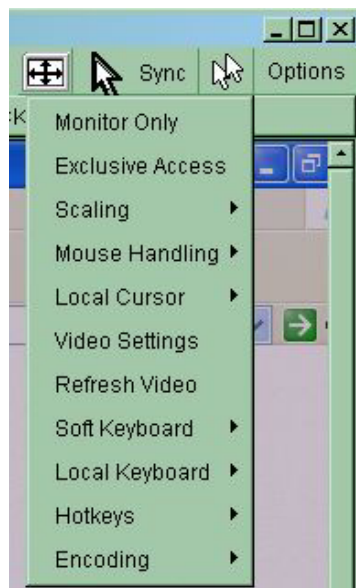 Sync Options
Monitor Only
Exclusive Access
Scaling
Mouse Handling
Local Cursor
Video Settings
Refresh Video
Soft Keyboard
Local Keyboard
Hotkeys
Encoding